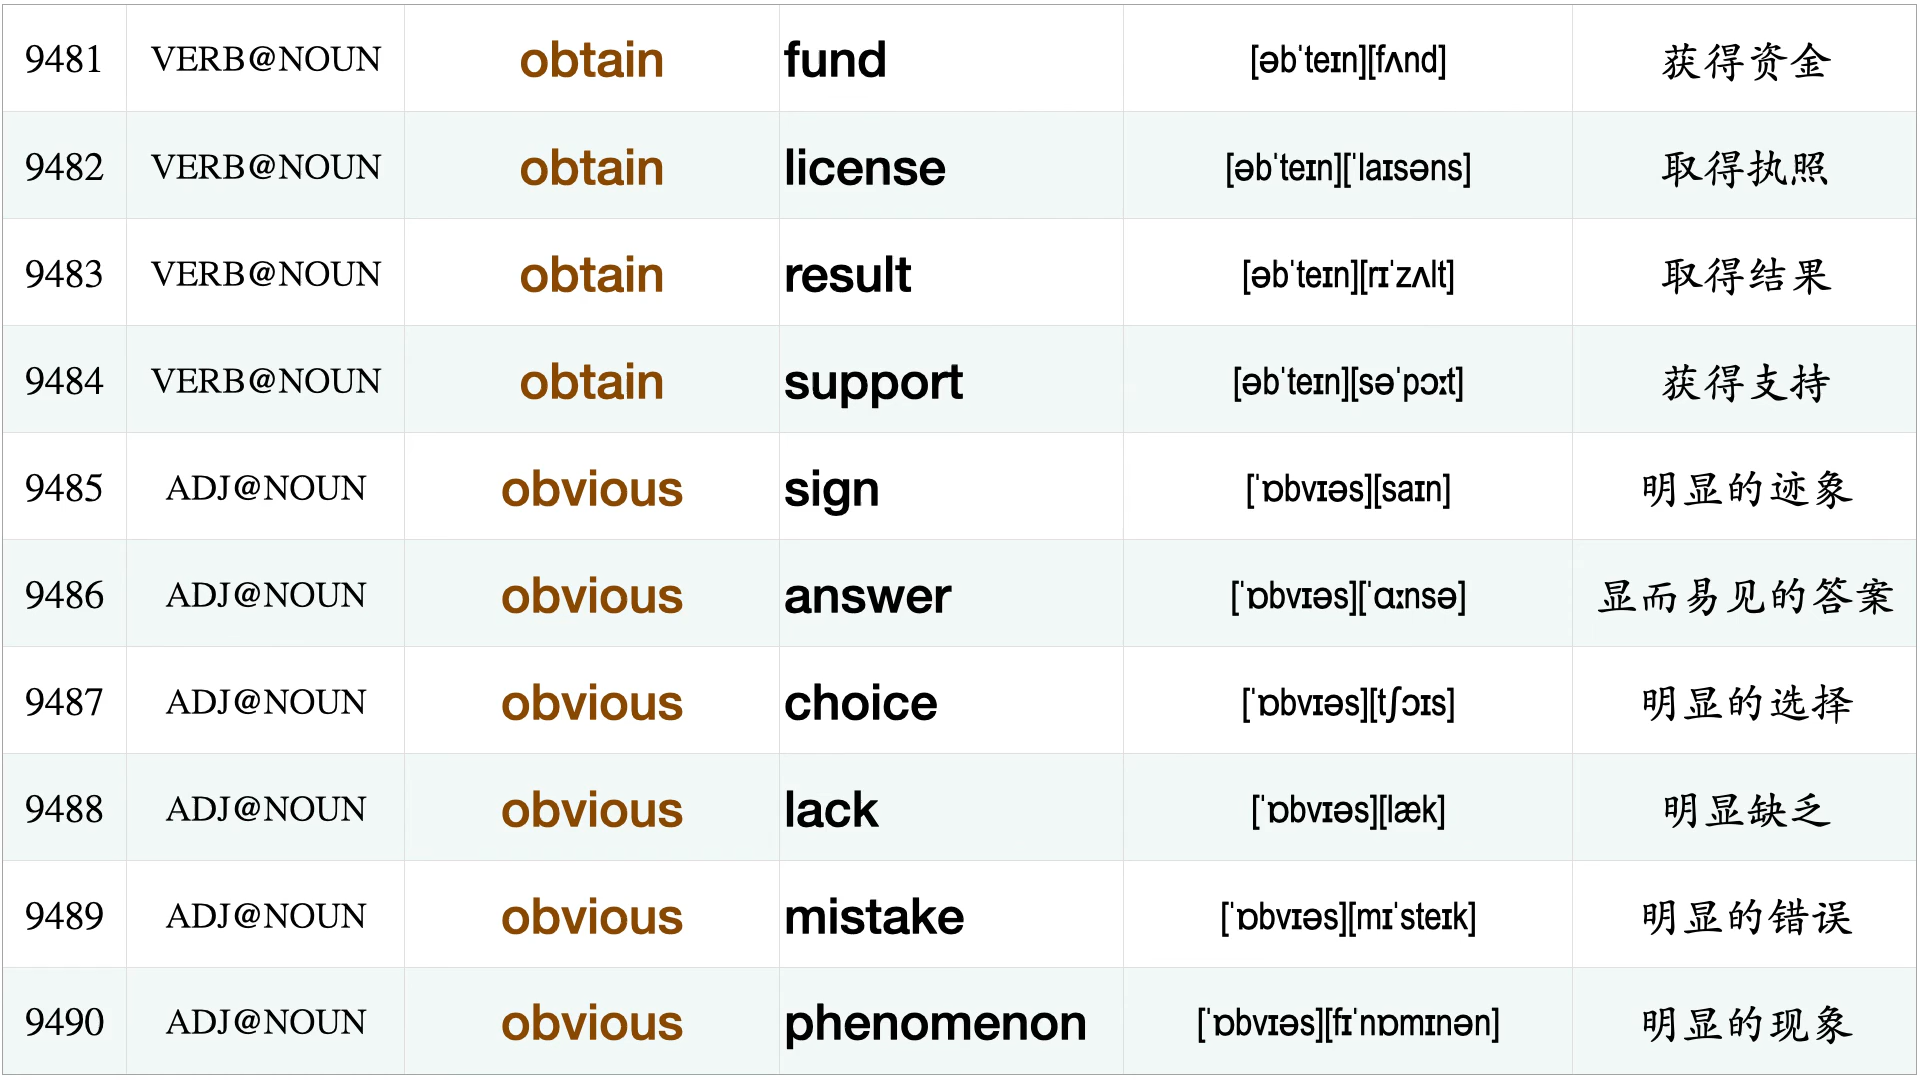 9481 VERB@NOUN obtain fund [əbˈteɪn][fʌnd] 获得资金
9482 VERB@NOUN obtain license [əbˈteɪn][ˈlaɪsəns] 取得执照
9483 VERB@NOUN obtain result [əbˈteɪn][rɪˈzʌlt] 取得结果
9484 VERB@NOUN obtain support [əbˈteɪn][səˈpɔːt] 获得支持
9485 ADJ@NOUN obvious sign [ˈɒbvɪəs][saɪn] 明显的迹象
9486 ADJ@NOUN obvious answer [ˈɒbvɪəs][ˈɑːnsə] 显而易见的答案
9487 ADJ@NOUN obvious choice [ˈɒbvɪəs][tʃɔɪs] 明显的选择
9488 ADJ@NOUN obvious lack [ˈɒbvɪəs][læk] 明显缺乏
9489 ADJ@NOUN obvious mistake [ˈɒbvɪəs][mɪˈsteɪk] 明显的错误
9490 ADJ@NOUN obvious phenomenon [ˈɒbvɪəs][fɪˈnɒmɪnən] 明显的现象